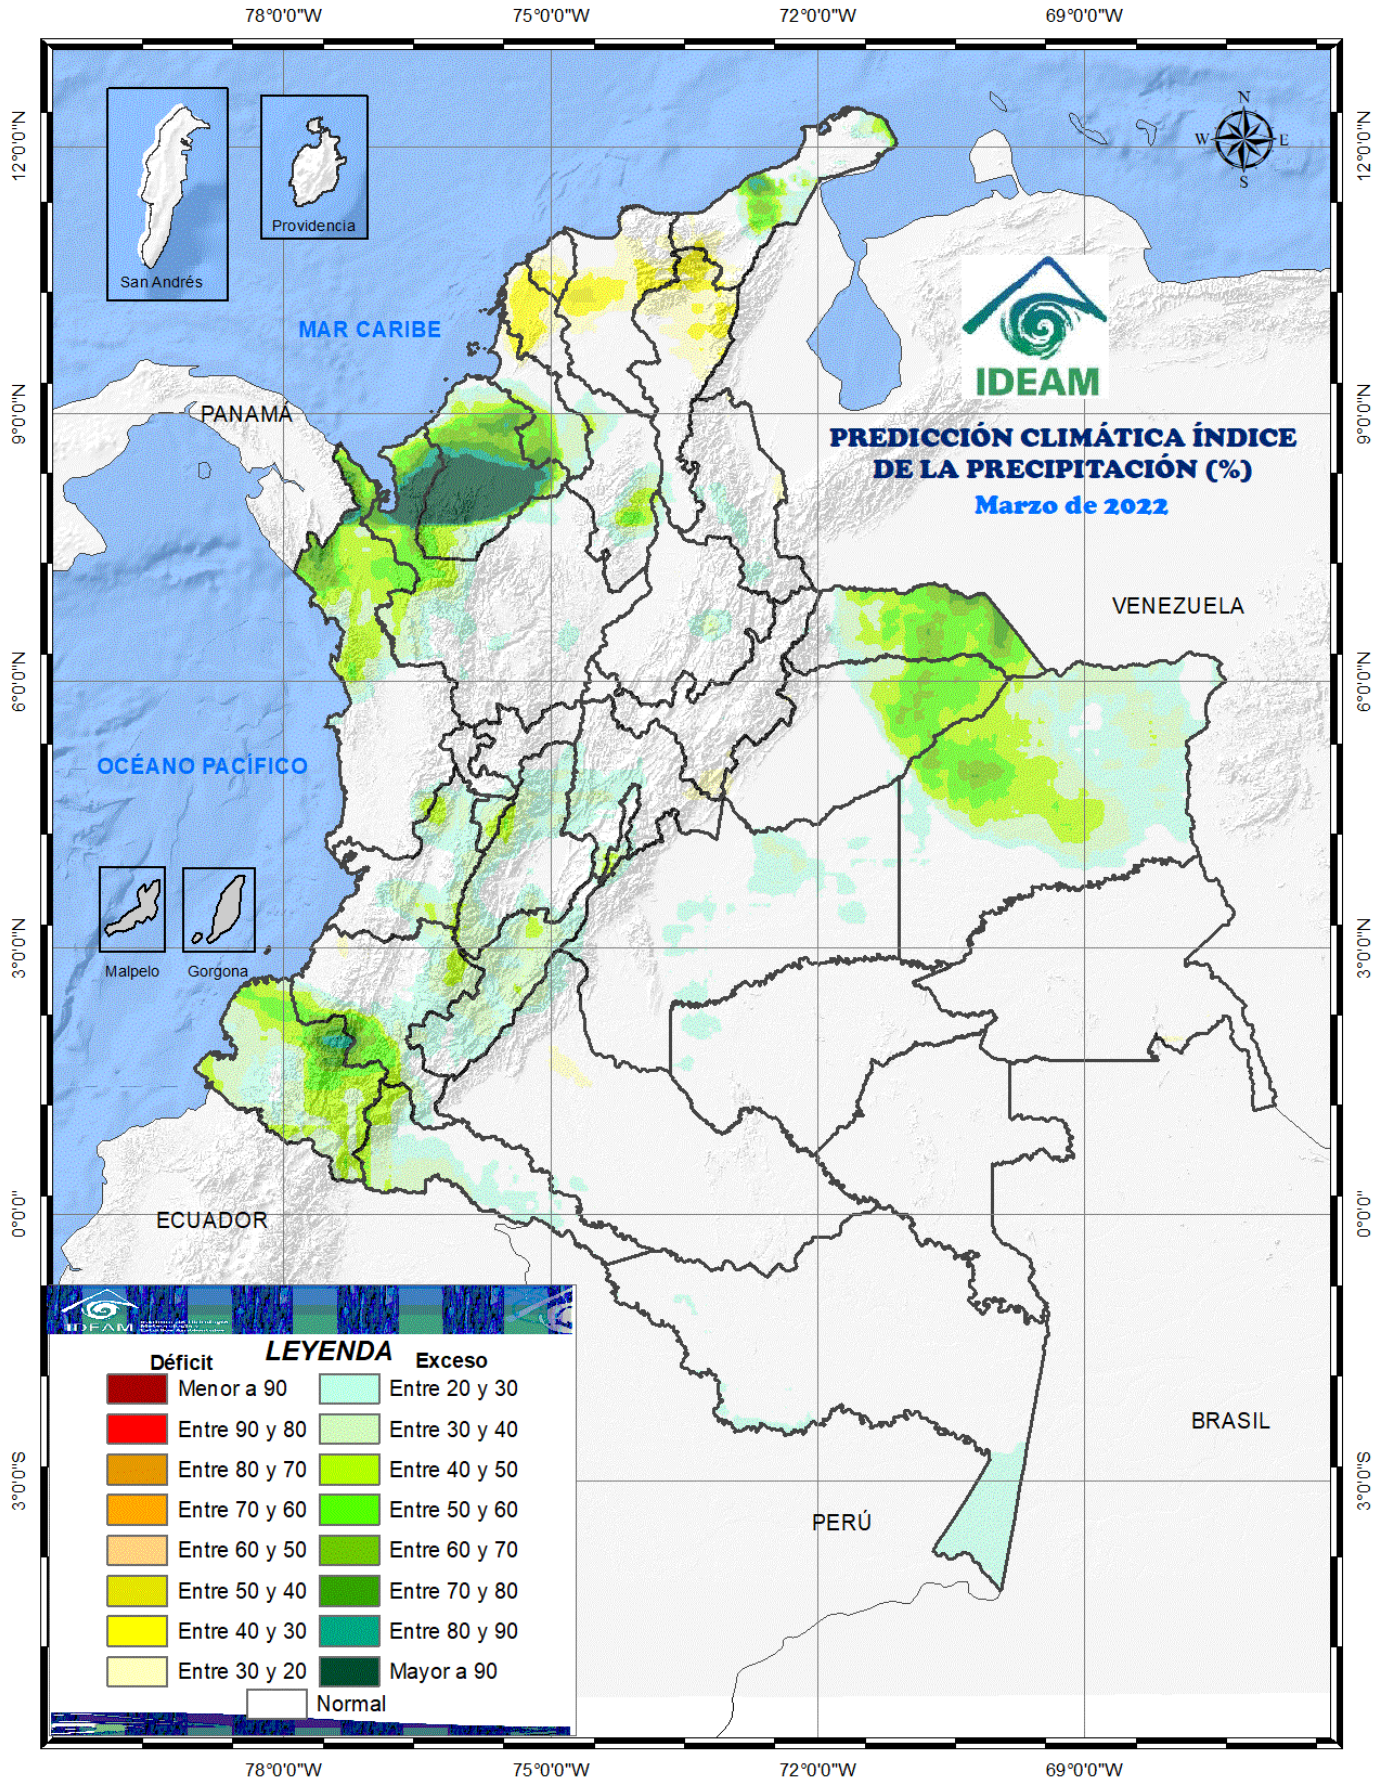 78°0'0"W
75°0'0"W
72°0'0"W
69°0'0"W
12°0'0"N
9°0'0"N
6°0'0"N
3°0'0"N
0°0'0"
3°0'0"S
12°0'0"N
9°0'0"N
6°0'0"N
3°0'0"N
0°0'0"
3°0'0"S
N
W
E
S
San Andrés
Providencia
MAR CARIBE
IDEAM
PREDICCIÓN CLIMÁTICA ÍNDICE
DE LA PRECIPITACIÓN (%)
Marzo de 2022
PANAMÁ
VENEZUELA
OCÉANO PACÍFICO
Malpelo
Gorgona
ECUADOR
BRASIL
PERÚ
IDEAM
LEYENDA
Déficit
Exceso
Menor a 90
Entre 20 y 30
Entre 90 y 80
Entre 30 y 40
Entre 80 y 70
Entre 40 y 50
Entre 70 y 60
Entre 50 y 60
Entre 60 y 50
Entre 60 y 70
Entre 50 y 40
Entre 70 y 80
Entre 40 y 30
Entre 80 y 90
Entre 30 y 20
Mayor a 90
Normal
78°0'0"W
75°0'0"W
72°0'0"W
69°0'0"W